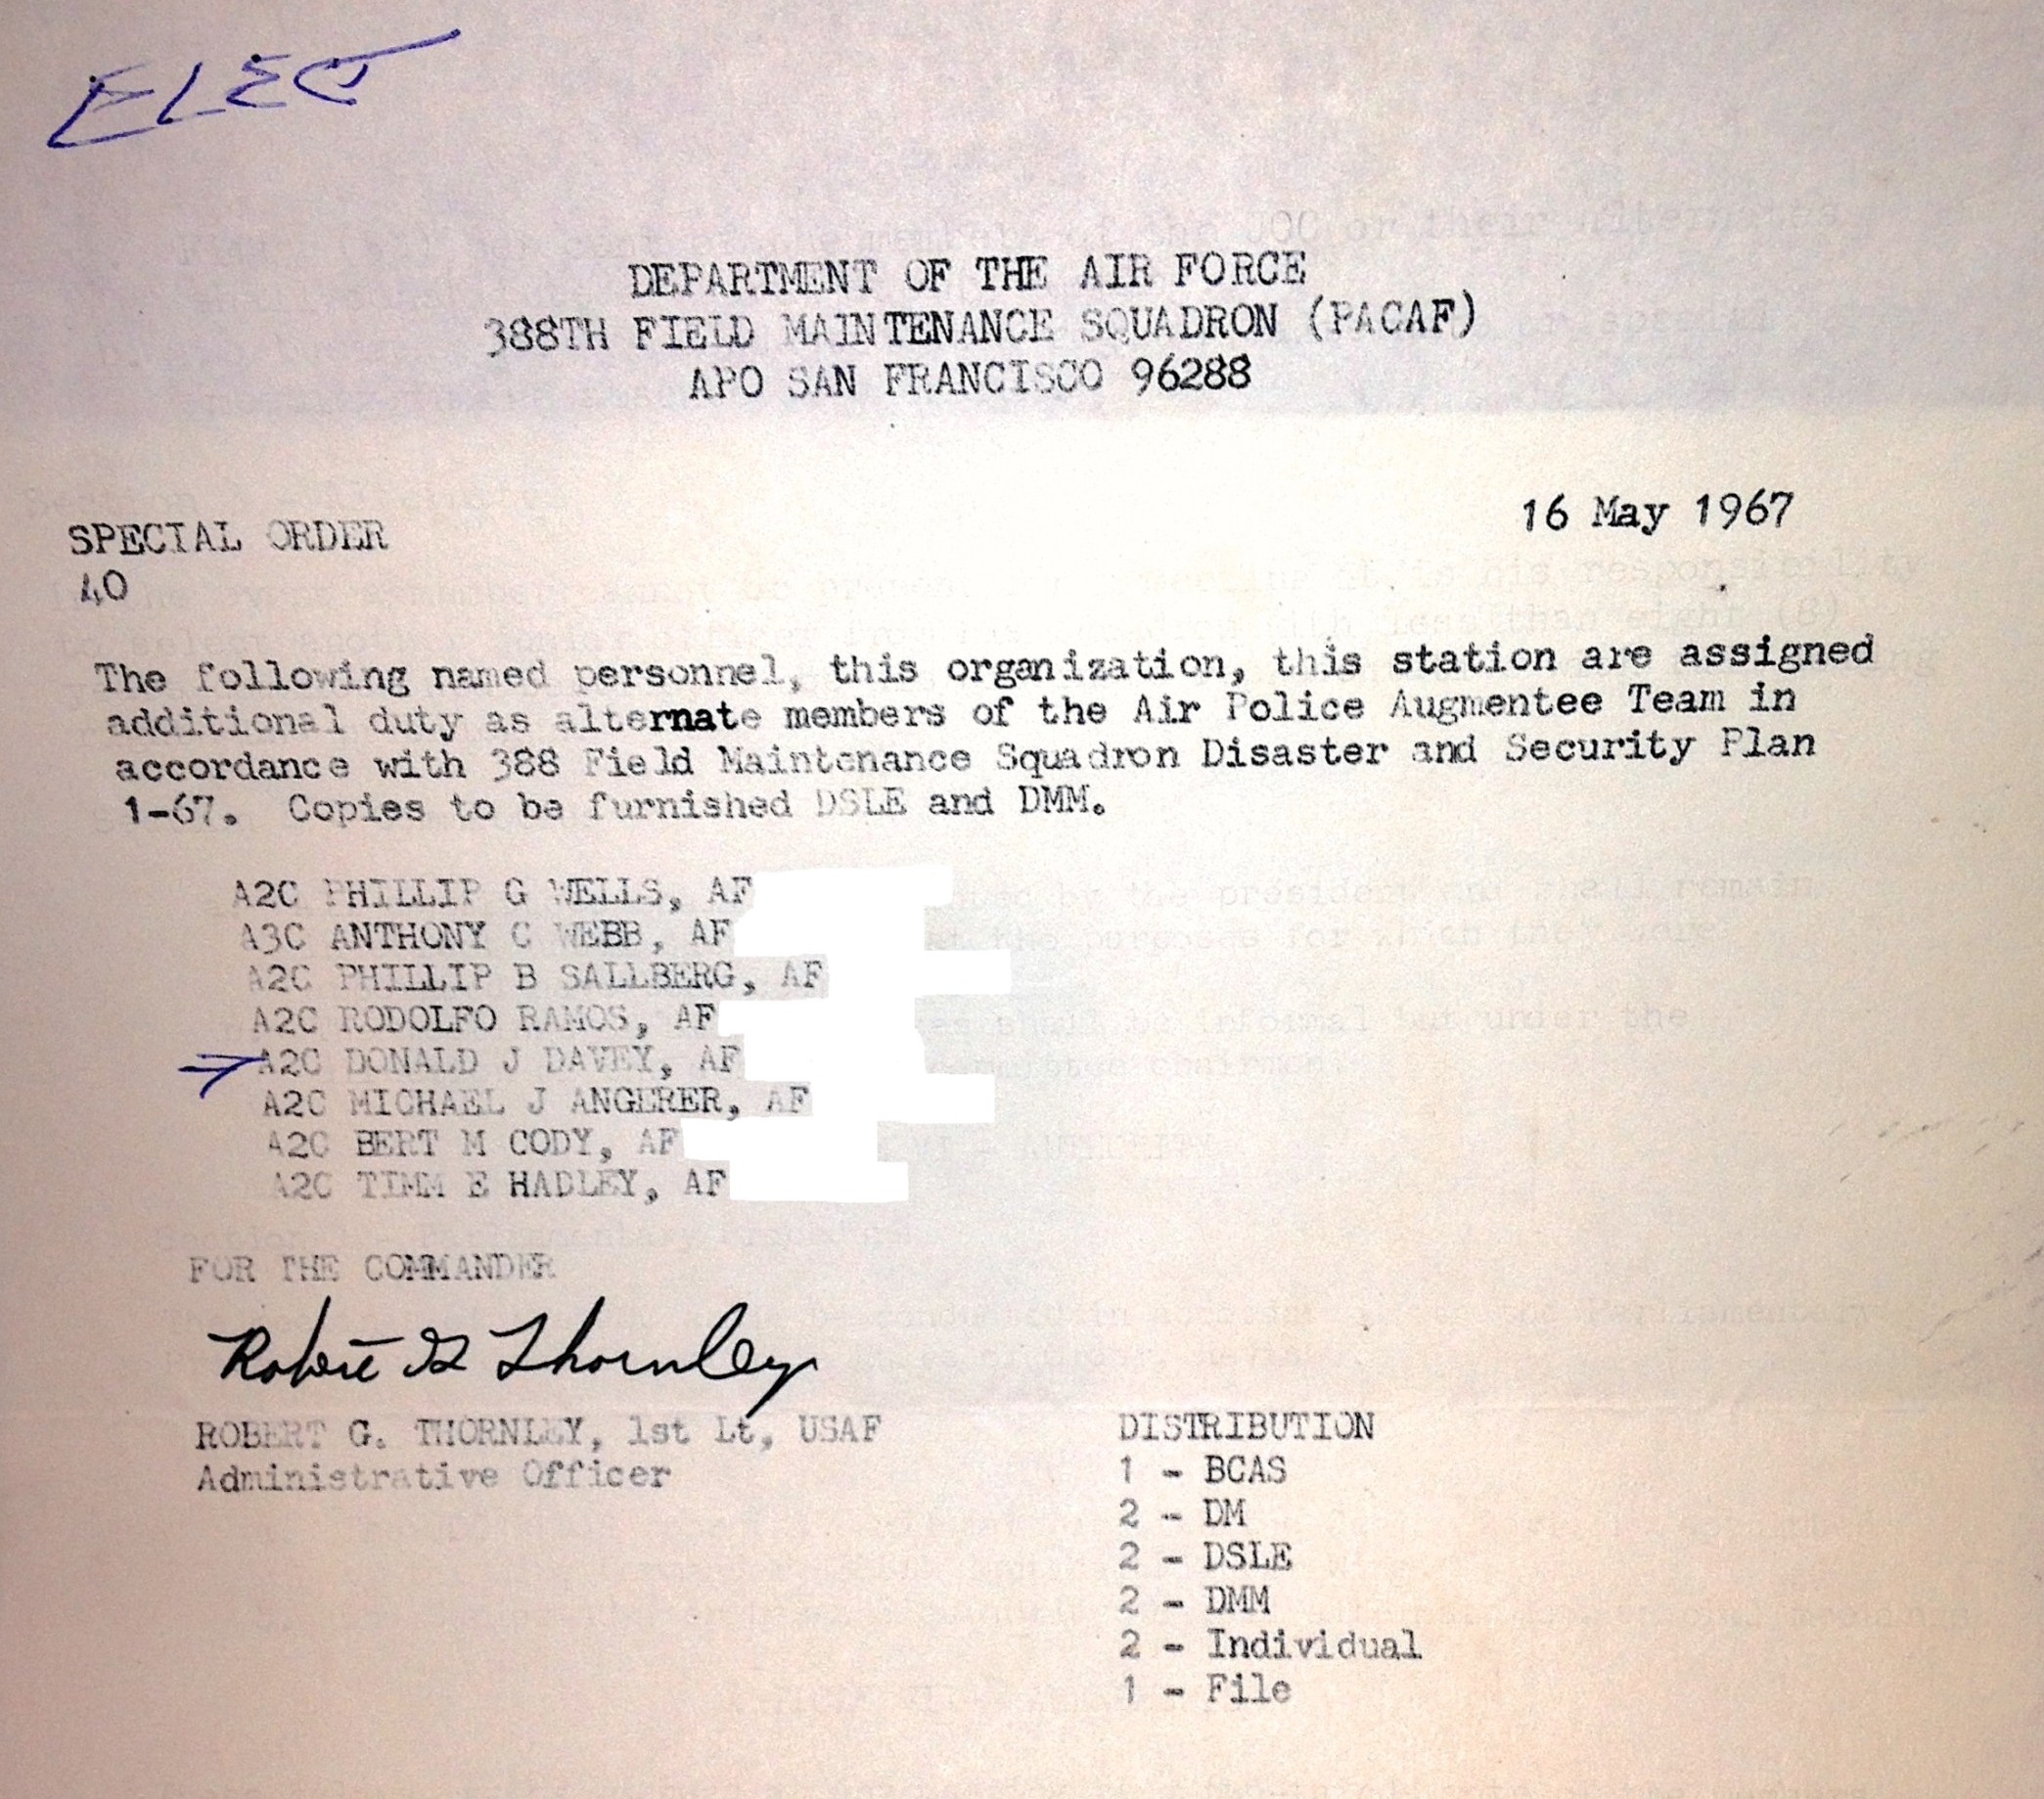 ELEC
DEPARTMENT OF THE AIR FORCE
388TH FIELD MAINTENANCE SQUADRON (PACAF)
APO SAN FRANCISCO 96288
16 May 1967
SPECIAL ORDER
40
The following named personnel, this organization, this station are assigned
additional duty as alternate members of the Air Police Augmentee Team in
accordance with 388 Field Maintenance Squadron Disaster and Security Plan
1-67. Copies to be furnished DSLE and DMM.
A2C PHILLIP G WELLS, AF
A3C ANTHONY C WEBB, AF
A2C PHILLIP B SALLBERG, AF
A2C RODOLFO RAMOS, AF
A2C DONALD J DAVEY, AF
A2C MICHAEL J ANGERER, AF
A2C BERT M CODY, AF
A2C TIMM E HADLEY, AF
FOR THE COMMANDER
Robert G Thornley
ROBERT G. THORNLEY, 1st Lt, USAF
Administrative Officer
DISTRIBUTION
1 - BCAS
2 - DM
2 - DSLE
2 - DMM
2 - Individual
1 - File